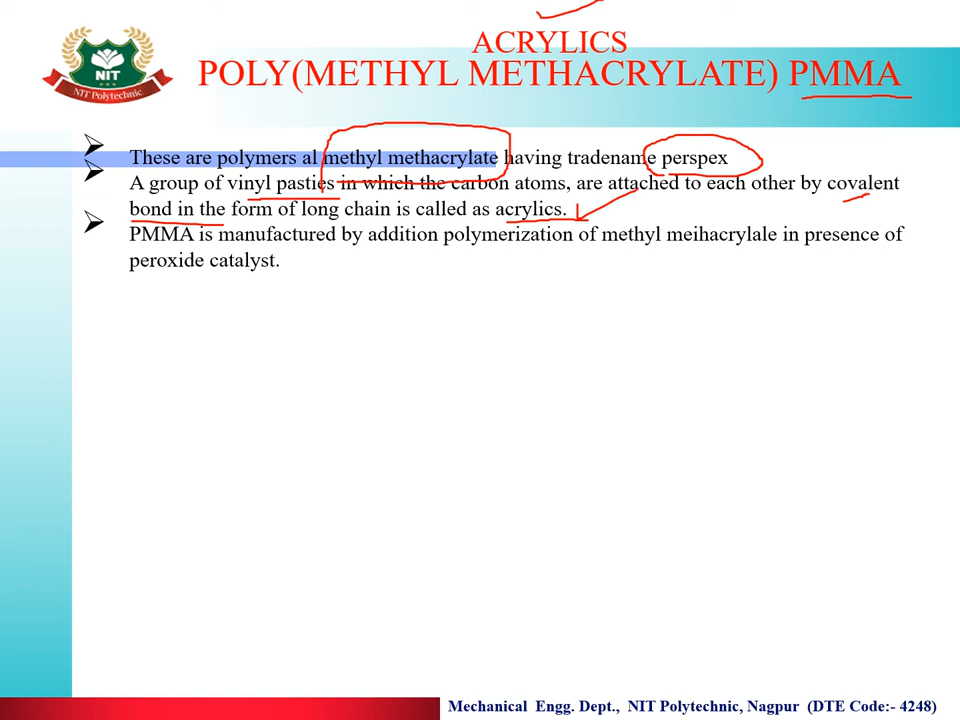 ACRYLICS
POLY(METHYL METHACRYLATE) PMMA
NIT
NIT Polytechnic
These are polymers al methyl methacrylate having tradename perspex
A group of vinyl pasties in which the carbon atoms, are attached to each other by covalent
bond in the form of long chain is called as acrylics.
PMMA is manufactured by addition polymerization of methyl meihacrylale in presence of
peroxide catalyst.
Mechanical Engg. Dept., NIT Polytechnic, Nagpur (DTE Code:- 4248)